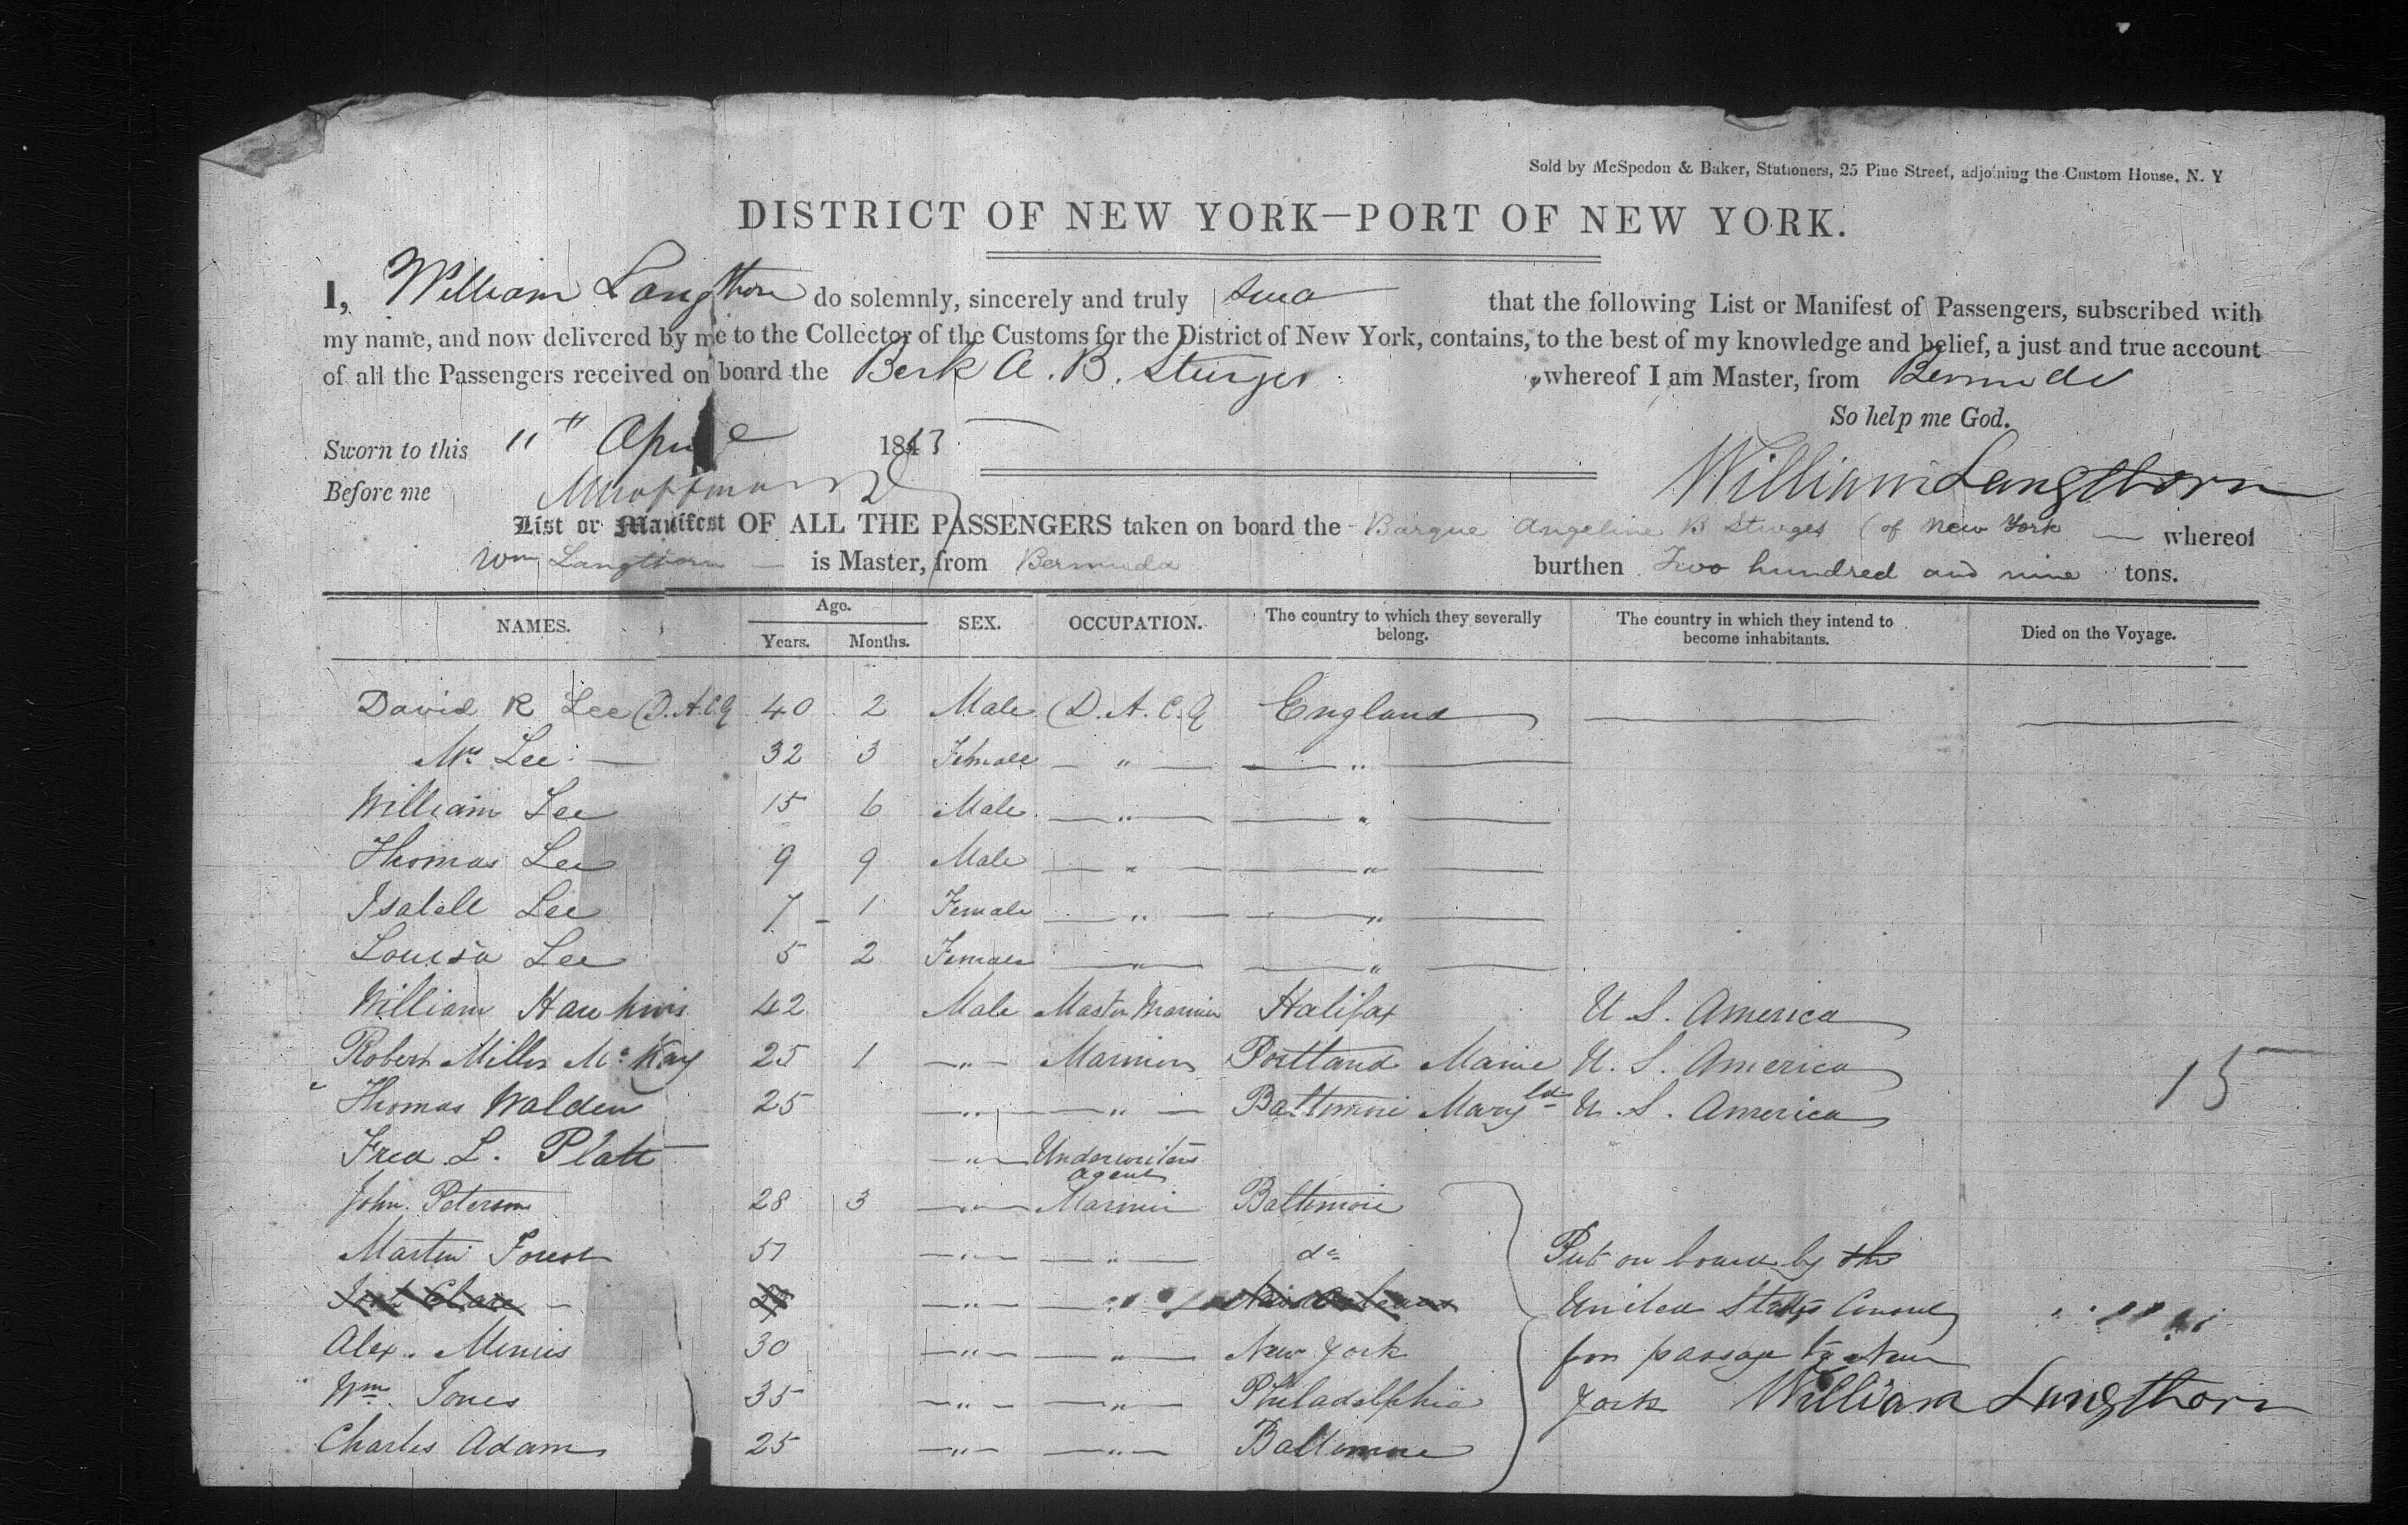 Sold by McSpedon & Baker, Stationers, 25 Pine Street, adjoining the Custom House, N. Y
DISTRICT OF NEW YORK—PORT OF NEW YORK.
I, William Langthorn do solemnly, sincerely and truly that the following List or Manifest of Passengers, subscribed with
my name, and now delivered by me to the Collector of the Customs for the District of New York, contains, to the best of my knowledge and belief, a just and true account
of all the Passengers received on board the Bark A. B. Sturges whereof I am Master, from Bermuda
So help me God.
Sworn to this 11th April 18
Before me
William Langthorn
List or Manifest OF ALL THE PASSENGERS taken on board the Barque Angeline B Sturges (of New York — whereof
Wm Langthorn — is Master, from Bermuda burthen Two hundred and nine tons.
NAMES. Age. Years. Months. SEX. OCCUPATION. The country to which they severally belong. The country in which they intend to become inhabitants. Died on the Voyage.
David R Lee (D.A.C.G 40 2 Male (D.A.C.G England
Mrs Lee — 32 3 Female — " — — " —
William Lee 15 6 Male — " — — " —
Thomas Lee 9 9 Male — " — — " —
Isabell Lee 7 - 1 Female — " — — " —
Louisa Lee 5 2 Female — " — — " —
William Hawkins 42 Male Master Mariner Halifax U. S. America
Robert Miller McKay 25 1 — " — Mariner Portland Maine U. S. America
Thomas Walden 25 — " — — " — Baltimore Maryld U. S. America
15
Fred L. Platt — " — Underwriters Agent
John Peterson 28 3 — " — Mariner Baltimore
Martin Forest 51 — " — — " — do Put on board by the
— " — New Orleans United States Consul
Alex. Menies 30 — " — — " — New York for passage to New
Wm Jones 35 — " — — " — Philadelphia York William Langthorn
Charles Adams 25 — " — — " — Baltimore